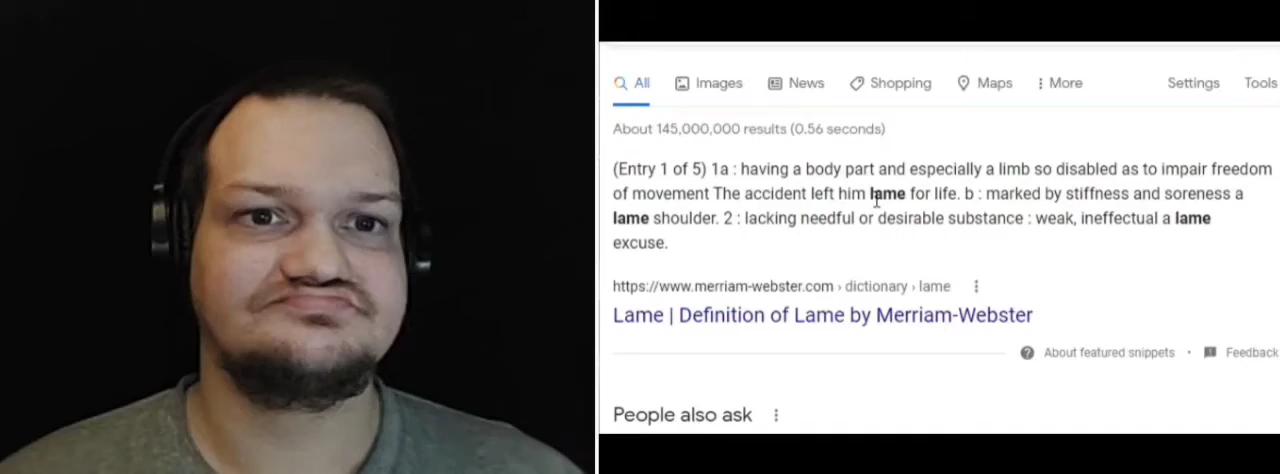 All Images News Shopping Maps More Settings Tools
About 145,000,000 results (0.56 seconds)
(Entry 1 of 5) 1a : having a body part and especially a limb so disabled as to impair freedom
of movement The accident left him lame for life. b : marked by stiffness and soreness a
lame shoulder. 2 : lacking needful or desirable substance : weak, ineffectual a lame
excuse.
https://www.merriam-webster.com › dictionary › lame
Lame | Definition of Lame by Merriam-Webster
About featured snippets • Feedback
People also ask